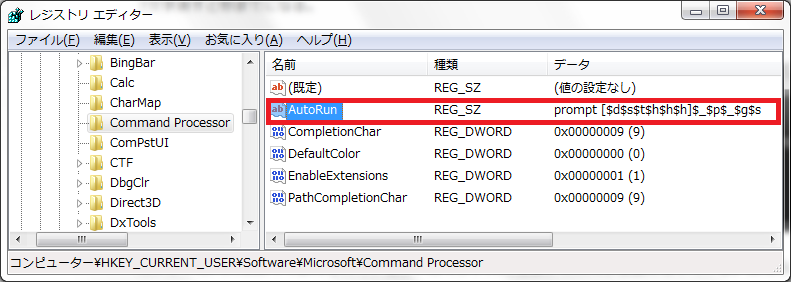 レジストリ エディター
ファイル(F) 編集(E) 表示(V) お気に入り(A) ヘルプ(H)
BingBar
Calc
CharMap
Command Processor
ComPstUI
CTF
DbgClr
Direct3D
DxTools
名前 種類 データ
(既定) REG_SZ (値の設定なし)
AutoRun REG_SZ prompt [$d$s$t$h$h$h]$_$p$_$g$s
CompletionChar REG_DWORD 0x00000009 (9)
DefaultColor REG_DWORD 0x00000000 (0)
EnableExtensions REG_DWORD 0x00000001 (1)
PathCompletionChar REG_DWORD 0x00000009 (9)
コンピューター¥HKEY_CURRENT_USER¥Software¥Microsoft¥Command Processor